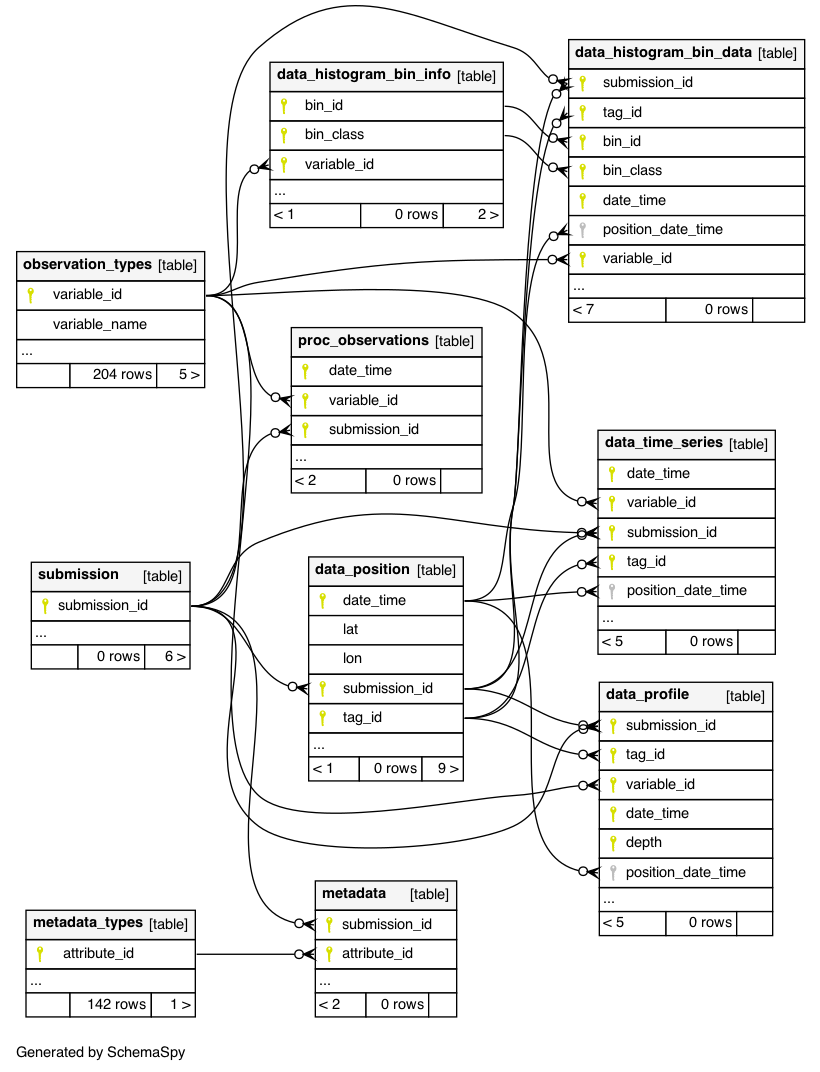 data_histogram_bin_data [table]
submission_id
tag_id
bin_id
bin_class
date_time
position_date_time
variable_id
...
< 7 0 rows
data_histogram_bin_info [table]
bin_id
bin_class
variable_id
...
< 1 0 rows 2 >
observation_types [table]
variable_id
variable_name
...
204 rows 5 >
proc_observations [table]
date_time
variable_id
submission_id
...
< 2 0 rows
data_time_series [table]
date_time
variable_id
submission_id
tag_id
position_date_time
...
< 5 0 rows
submission [table]
submission_id
...
0 rows 6 >
data_position [table]
date_time
lat
lon
submission_id
tag_id
...
< 1 0 rows 9 >
data_profile [table]
submission_id
tag_id
variable_id
date_time
depth
position_date_time
...
< 5 0 rows
metadata [table]
submission_id
attribute_id
...
< 2 0 rows
metadata_types [table]
attribute_id
...
142 rows 1 >
Generated by SchemaSpy